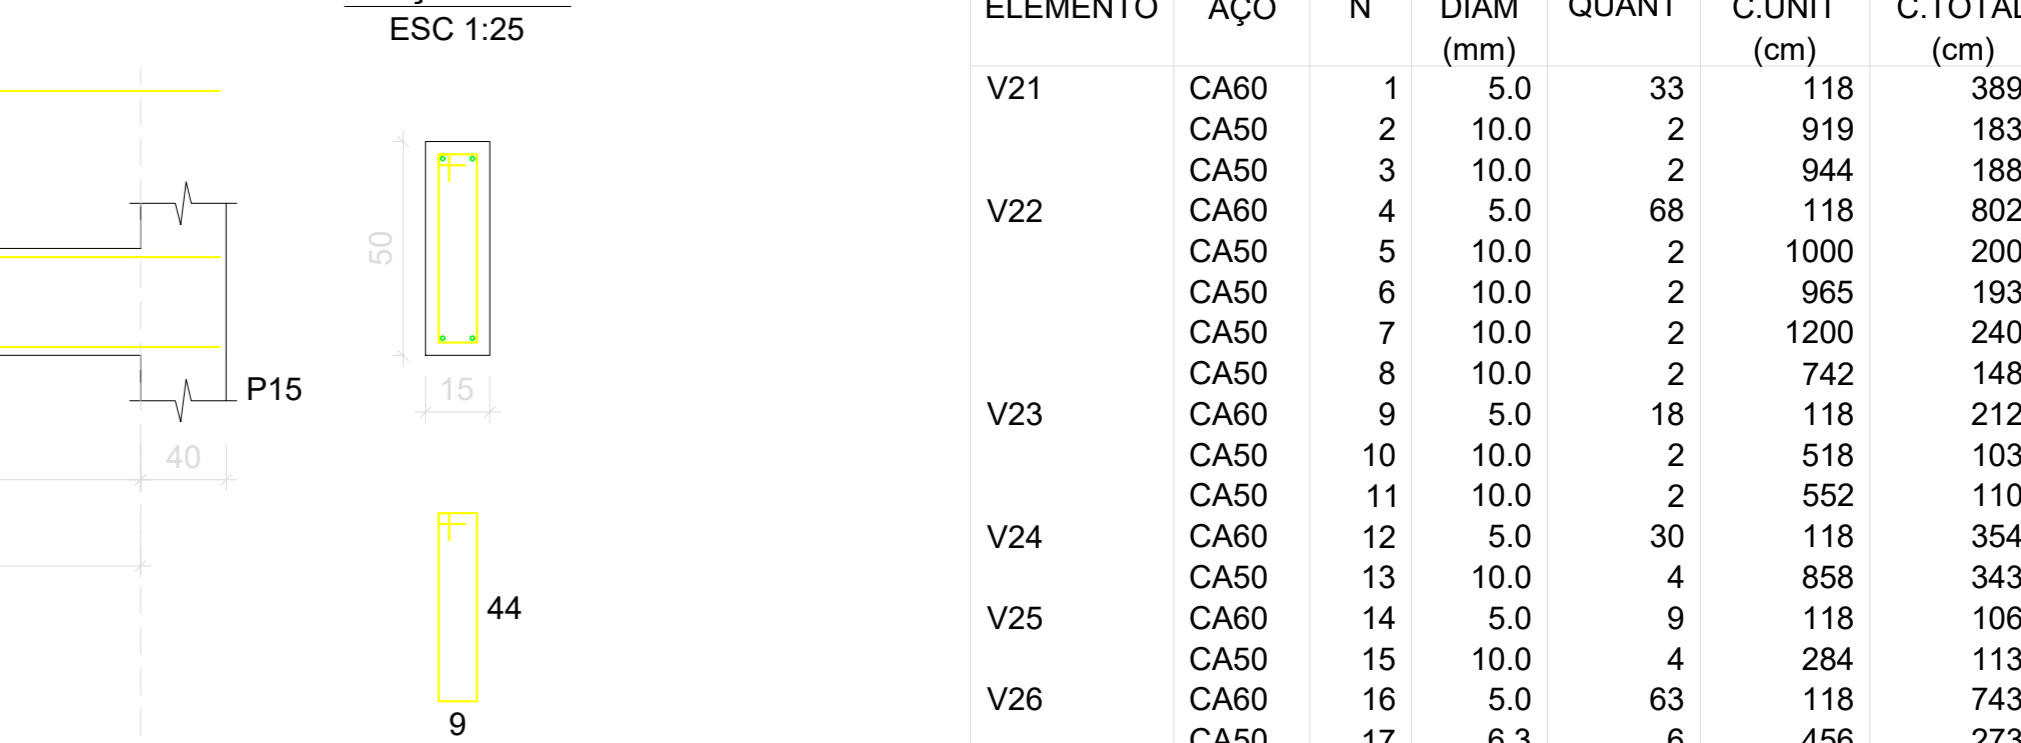 ESC 1:25
50
15
P15
40
44
9
ELEMENTO AÇO N DIAM QUANT C.UNIT C.TOTAL
(mm) (cm) (cm)
V21 CA60 1 5.0 33 118 389
CA50 2 10.0 2 919 183
CA50 3 10.0 2 944 188
V22 CA60 4 5.0 68 118 802
CA50 5 10.0 2 1000 200
CA50 6 10.0 2 965 193
CA50 7 10.0 2 1200 240
CA50 8 10.0 2 742 148
V23 CA60 9 5.0 18 118 212
CA50 10 10.0 2 518 103
CA50 11 10.0 2 552 110
V24 CA60 12 5.0 30 118 354
CA50 13 10.0 4 858 343
V25 CA60 14 5.0 9 118 106
CA50 15 10.0 4 284 113
V26 CA60 16 5.0 63 118 743
CA50 17 6.3 6 456 273